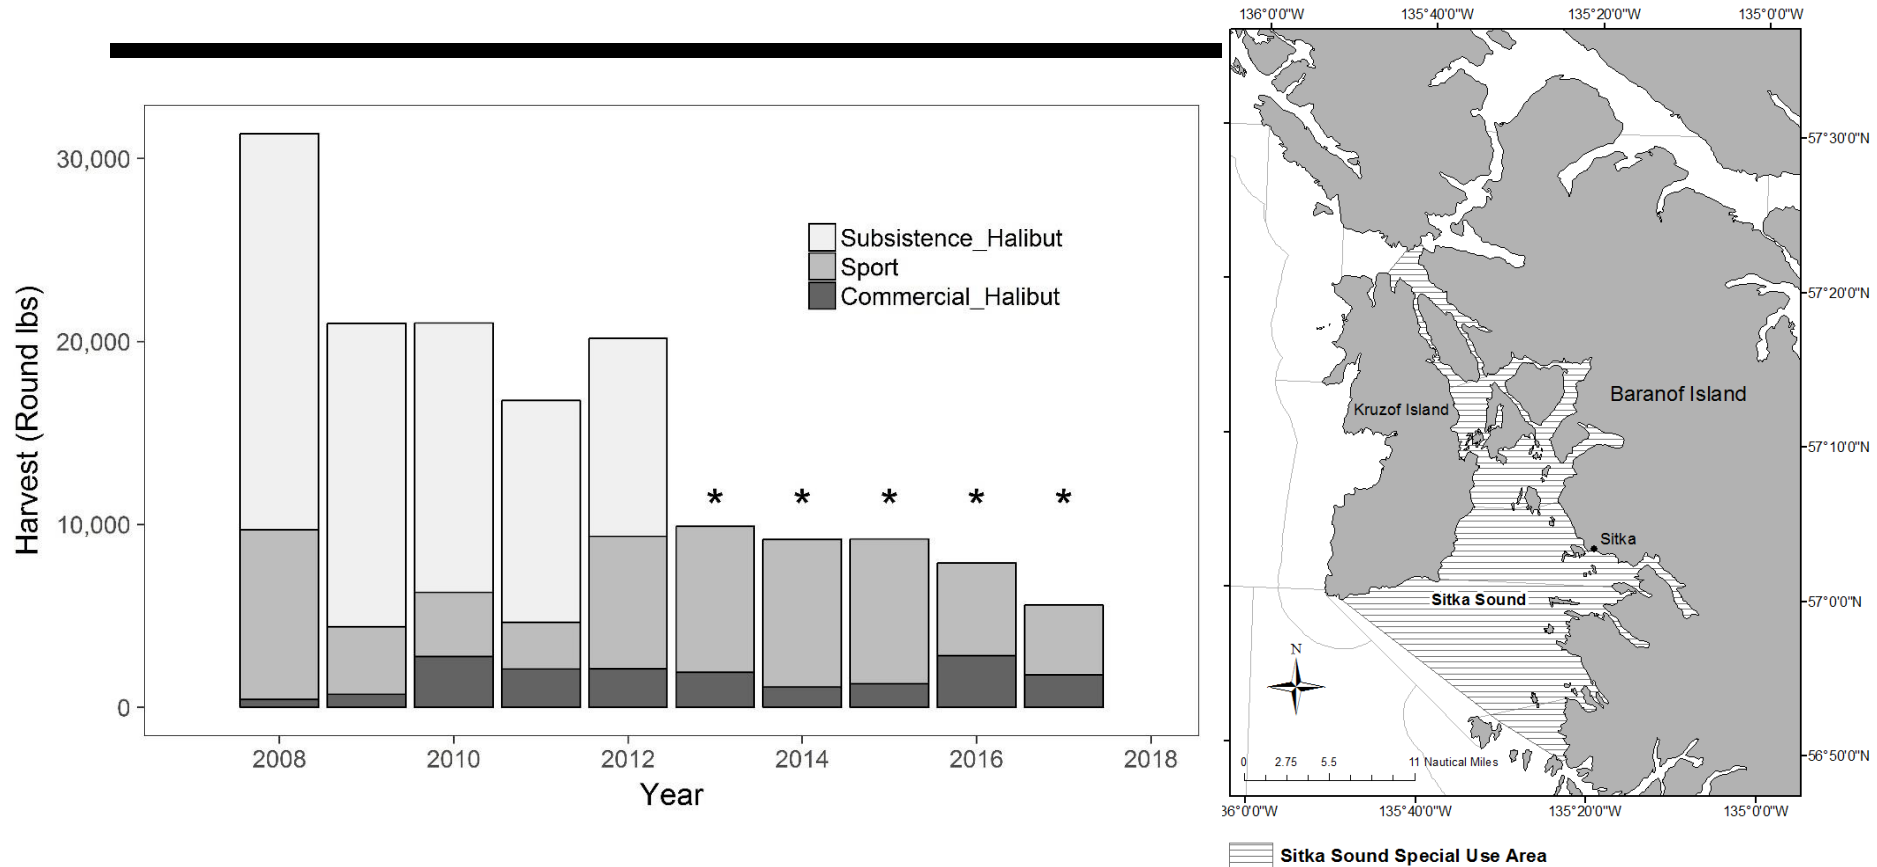 Harvest (Round lbs)
30,000
20,000
10,000
0
Subsistence_Halibut
Sport
Commercial_Halibut
* * * * *
2008 2010 2012 2014 2016 2018
Year
136°0'0"W 135°40'0"W 135°20'0"W 135°0'0"W
57°30'0"N
57°20'0"N
57°10'0"N
57°0'0"N
56°50'0"N
Baranof Island
Kruzof Island
Sitka
Sitka Sound
N
0 2.75 5.5 11 Nautical Miles
36°0'0"W 135°40'0"W 135°20'0"W 135°0'0"W
Sitka Sound Special Use Area